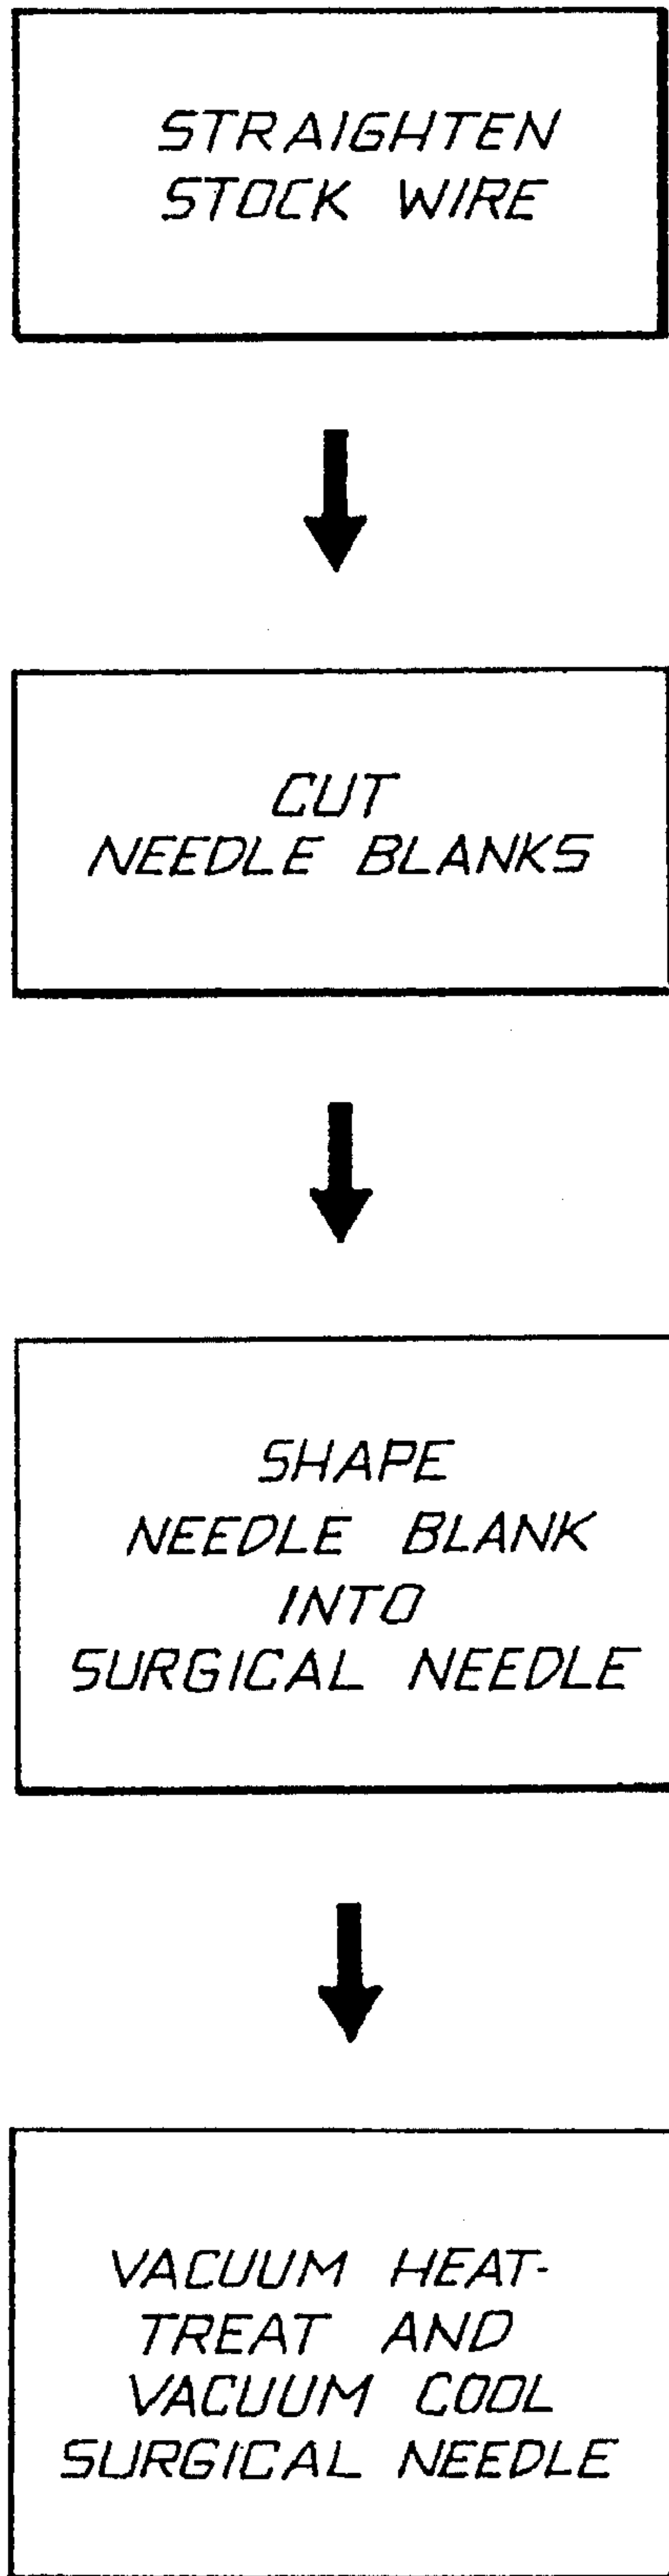 STRAIGHTEN
STOCK WIRE
CUT
NEEDLE BLANKS
SHAPE
NEEDLE BLANK
INTO
SURGICAL NEEDLE
VACUUM HEAT-
TREAT AND
VACUUM COOL
SURGICAL NEEDLE